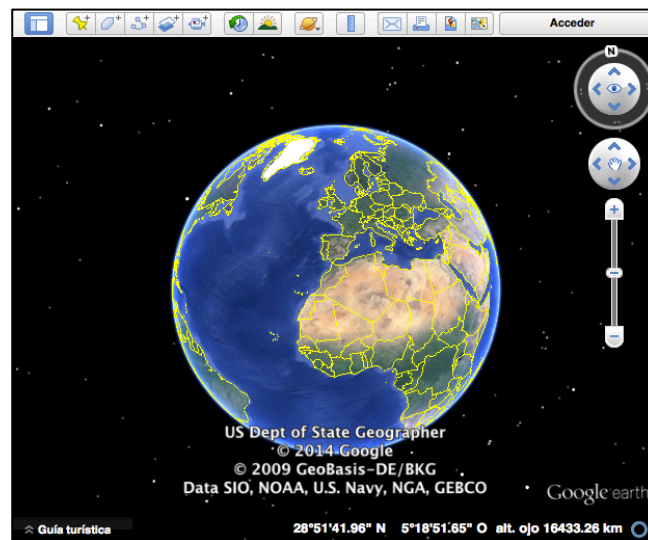 Acceder
N
US Dept of State Geographer
© 2014 Google
© 2009 GeoBasis-DE/BKG
Data SIO, NOAA, U.S. Navy, NGA, GEBCO
Google earth
Guía turística
28°51'41.96" N 5°18'51.65" O alt. ojo 16433.26 km